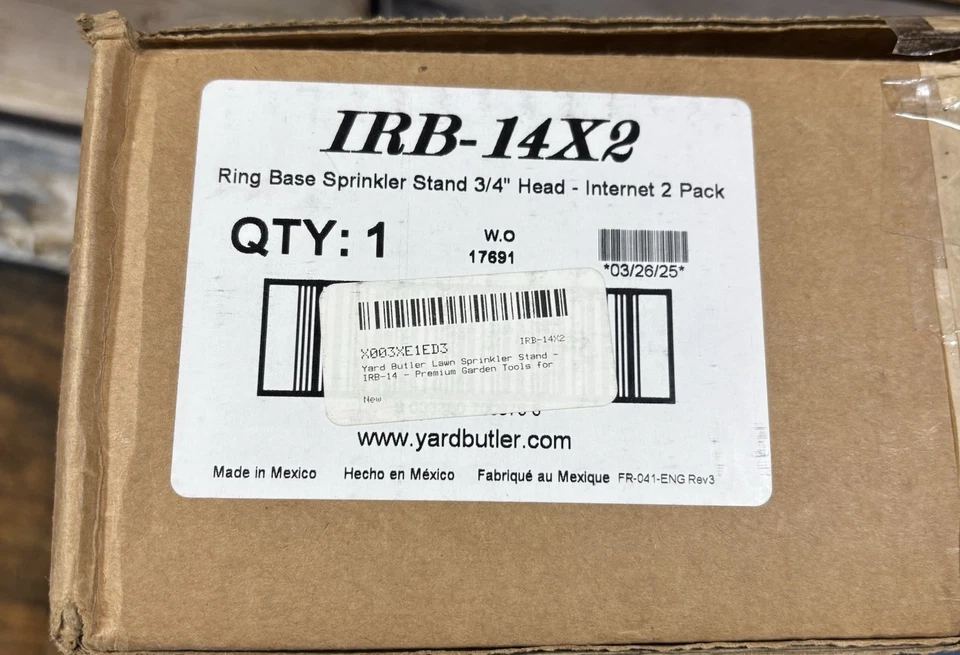 IRB-14X2
Ring Base Sprinkler Stand 3/4" Head - Internet 2 Pack
QTY: 1
W.O
17691
*03/26/25*
X003XE1ED3
IRB-14X2
Yard Butler Lawn Sprinkler Stand -
IRB-14 - Premium Garden Tools for
New
www.yardbutler.com
Made in Mexico Hecho en México Fabriqué au Mexique FR-041-ENG Rev3